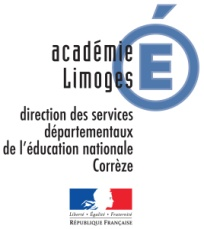 académie
Limoges
É
direction des services
départementaux
de l'éducation nationale
Corrèze
Liberté • Égalité • Fraternité
RÉPUBLIQUE FRANÇAISE